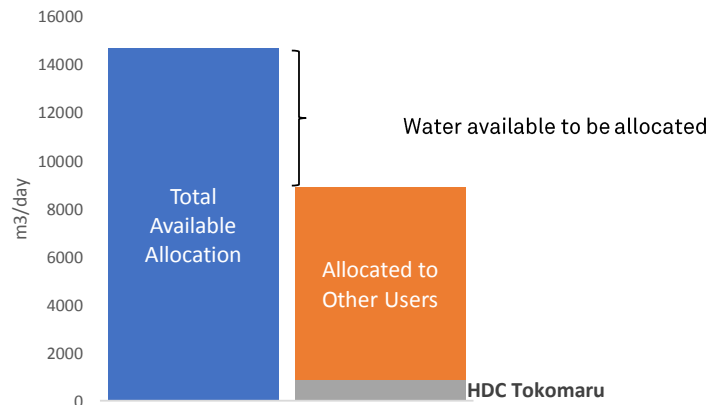 16000
14000
12000
10000
8000
6000
4000
2000
0
m3/day
Total
Available
Allocation
Water available to be allocated
Allocated to
Other Users
HDC Tokomaru